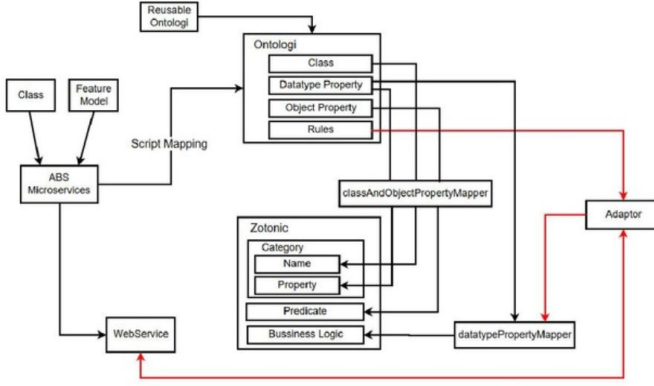 Reusable
Ontologi
Ontologi
Class
Datatype Property
Object Property
Rules
Class
Feature
Model
Script Mapping
ABS
Microservices
classAndObjectPropertyMapper
Adaptor
Zotonic
Category
Name
Property
Predicate
Bussiness Logic
WebService
datatypePropertyMapper